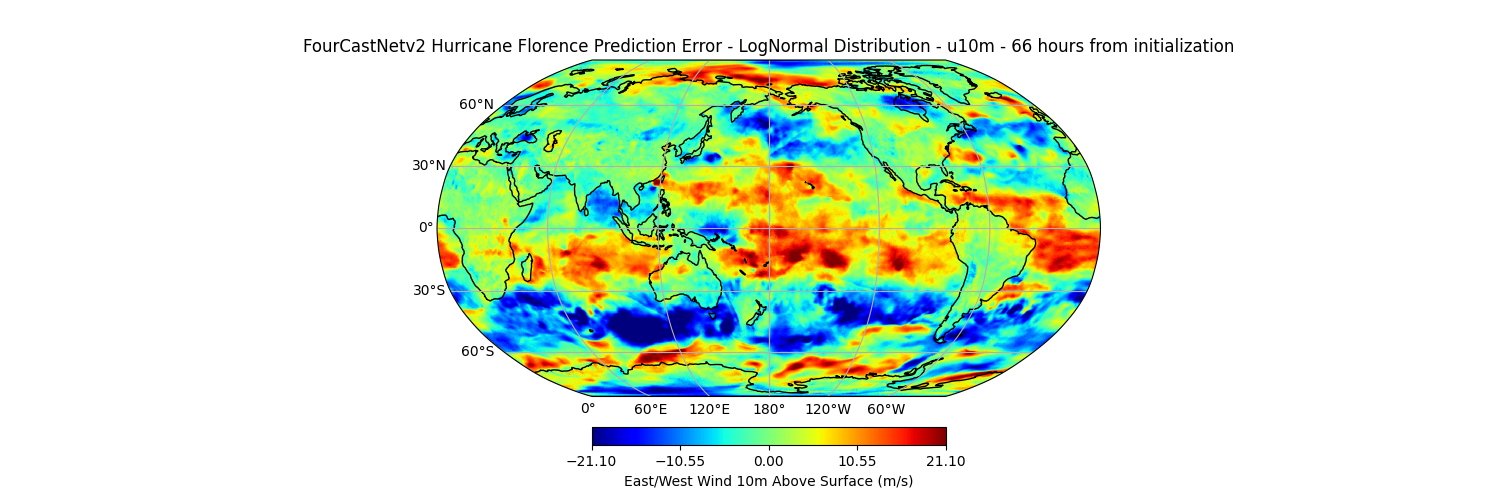 FourCastNetv2 Hurricane Florence Prediction Error - LogNormal Distribution - u10m - 66 hours from initialization
60°N
30°N
0°
30°S
60°S
0° 60°E 120°E 180° 120°W 60°W
−21.10 −10.55 0.00 10.55 21.10
East/West Wind 10m Above Surface (m/s)